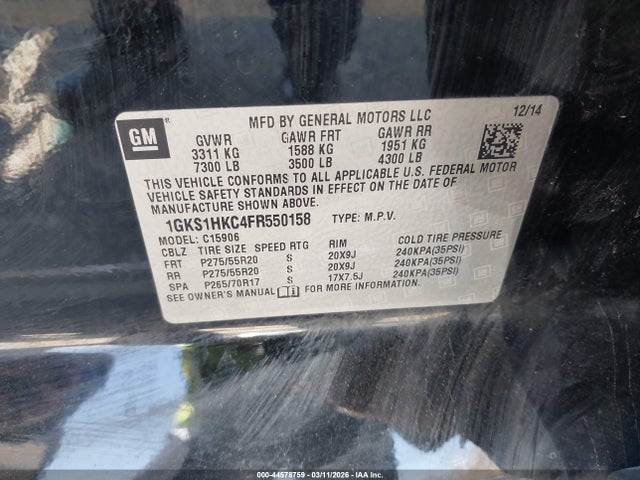 GM
®
MFD BY GENERAL MOTORS LLC
12/14
GVWR GAWR FRT GAWR RR
3311 KG 1588 KG 1951 KG
7300 LB 3500 LB 4300 LB
THIS VEHICLE CONFORMS TO ALL APPLICABLE U.S. FEDERAL MOTOR
VEHICLE SAFETY STANDARDS IN EFFECT ON THE DATE OF
MANUFACTURE SHOWN ABOVE.
1GKS1HKC4FR550158 TYPE: M.P.V.
MODEL: C15906
CBLZ TIRE SIZE SPEED RTG RIM COLD TIRE PRESSURE
FRT P275/55R20 S 20X9J 240KPA(35PSI)
RR P275/55R20 S 20X9J 240KPA(35PSI)
SPA P265/70R17 S 17X7.5J 240KPA(35PSI)
SEE OWNER'S MANUAL FOR MORE INFORMATION.
000-44578759 | 03/11/2026 - IAA Inc.